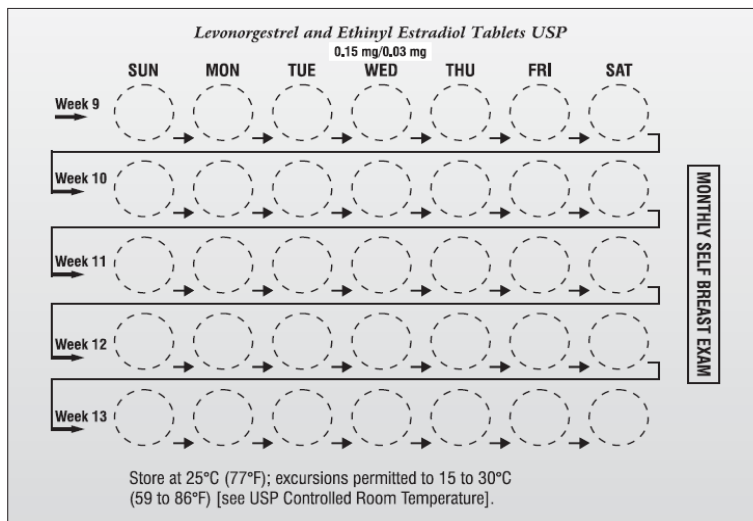 Levonorgestrel and Ethinyl Estradiol Tablets USP
0.15 mg/0.03 mg
SUN MON TUE WED THU FRI SAT
Week 9
Week 10
Week 11
Week 12
Week 13
MONTHLY SELF BREAST EXAM
Store at 25°C (77°F); excursions permitted to 15 to 30°C
(59 to 86°F) [see USP Controlled Room Temperature].